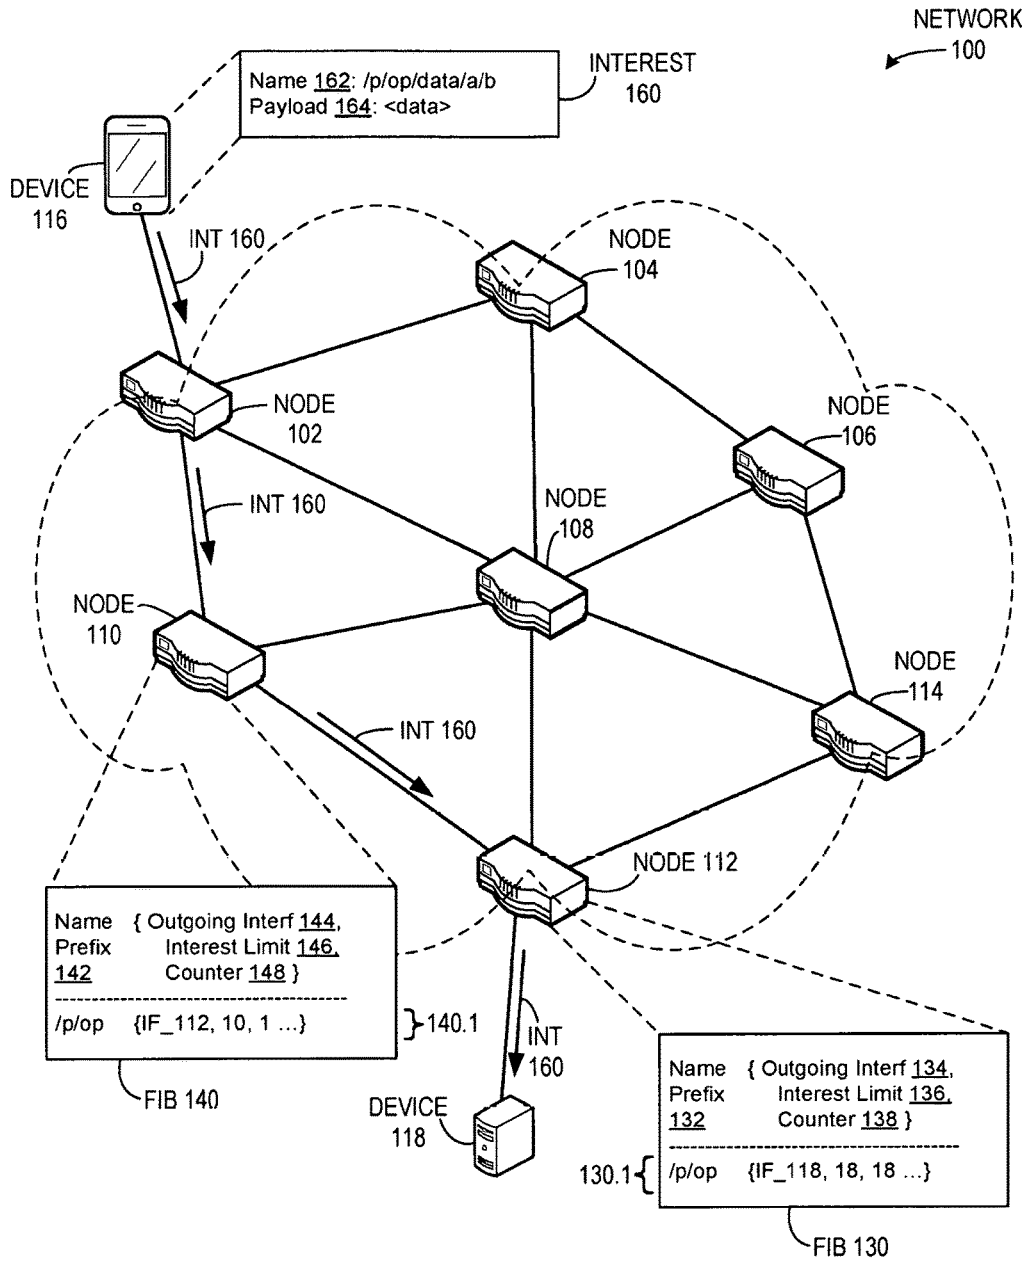 NETWORK
100
Name 162: /p/op/data/a/b
Payload 164: <data>
INTEREST
160
DEVICE
116
INT 160
NODE
104
NODE
102
NODE
106
INT 160
NODE
108
NODE
110
NODE
114
INT 160
NODE 112
Name { Outgoing Interf 144,
Prefix Interest Limit 146,
142 Counter 148 }
/p/op {IF_112, 10, 1 ...}
140.1
FIB 140
INT
160
DEVICE
118
Name { Outgoing Interf 134,
Prefix Interest Limit 136,
132 Counter 138 }
130.1
/p/op {IF_118, 18, 18 ...}
FIB 130